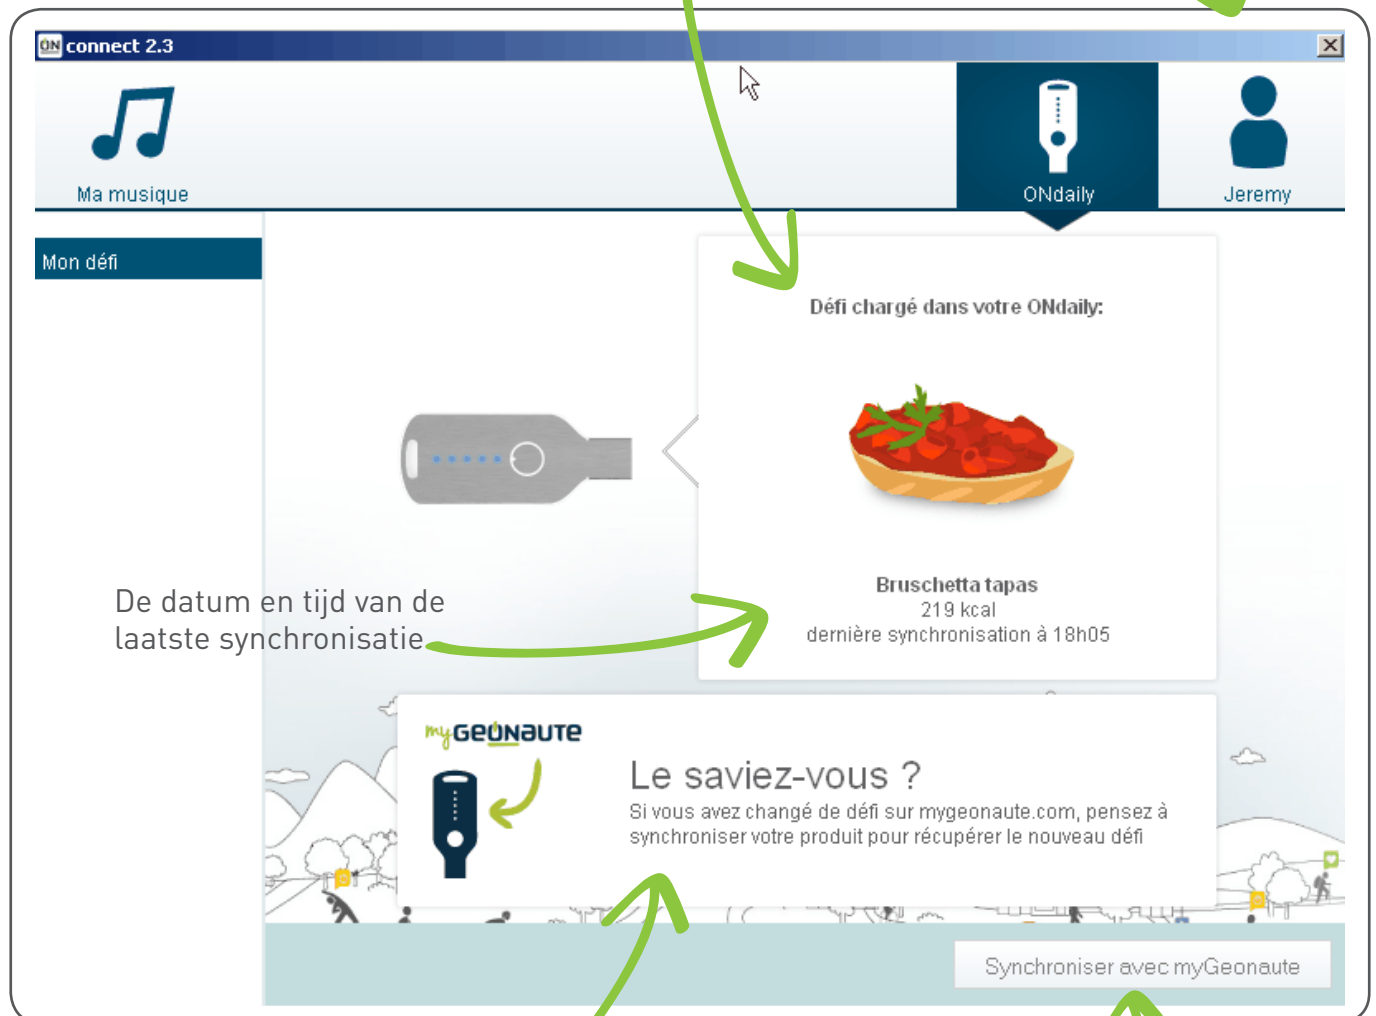 ON connect 2.3
Ma musique
ONdaily
Jeremy
Mon défi
Défi chargé dans votre ONdaily:
Bruschetta tapas
219 kcal
dernière synchronisation à 18h05
De datum en tijd van de
laatste synchronisatie
myGEONAUTE
Le saviez-vous ?
Si vous avez changé de défi sur mygeonaute.com, pensez à
synchroniser votre produit pour récupérer le nouveau défi
Synchroniser avec myGeonaute